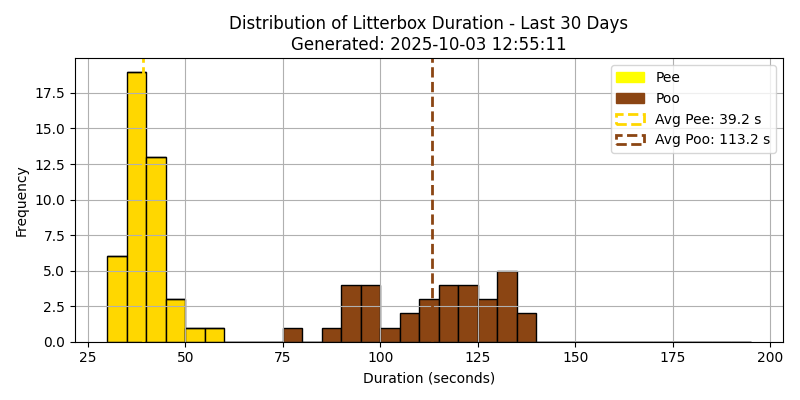 Distribution of Litterbox Duration - Last 30 Days
Generated: 2025-10-03 12:55:11
Pee
Poo
Avg Pee: 39.2 s
Avg Poo: 113.2 s
Frequency
17.5
15.0
12.5
10.0
7.5
5.0
2.5
0.0
25 50 75 100 125 150 175 200
Duration (seconds)